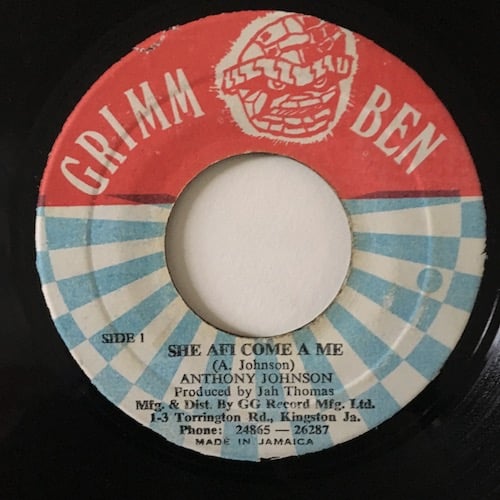 GRIMM BEN
SIDE 1
SHE AFI COME A ME
(A. Johnson)
ANTHONY JOHNSON
Produced by Jah Thomas
Mfg. & Dist. By GG Record Mfg. Ltd.
1-3 Torrington Rd., Kingston Ja.
Phone: 24865 — 26287
MADE IN JAMAICA